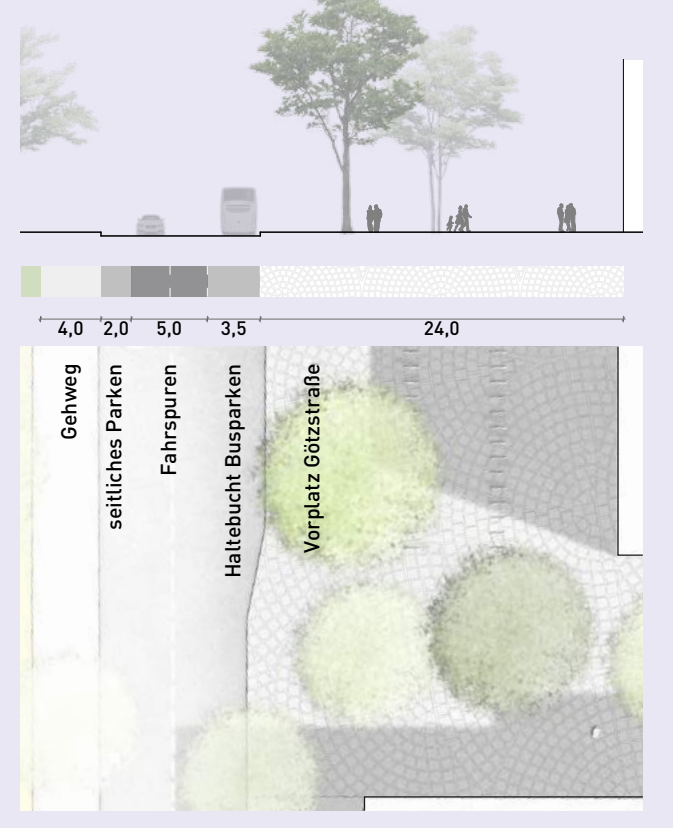 4,0 2,0 5,0 3,5 24,0
Gehweg
seitliches Parken
Fahrspuren
Haltebucht Busparken
Vorplatz Götzstraße